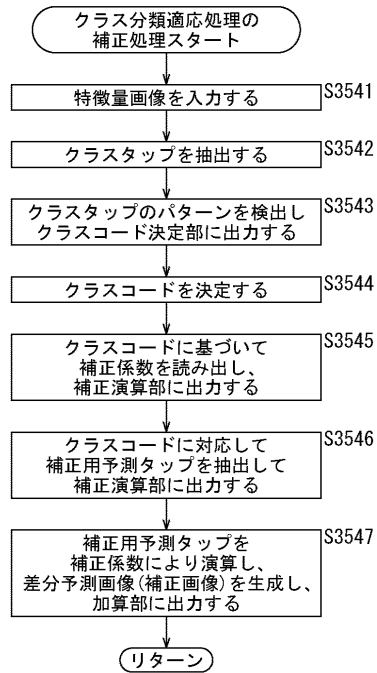 クラス分類適応処理の
補正処理スタート
S3541
特徴量画像を入力する
S3542
クラスタップを抽出する
S3543
クラスタップのパターンを検出し
クラスコード決定部に出力する
S3544
クラスコードを決定する
S3545
クラスコードに基づいて
補正係数を読み出し、
補正演算部に出力する
S3546
クラスコードに対応して
補正用予測タップを抽出して
補正演算部に出力する
S3547
補正用予測タップを
補正係数により演算し、
差分予測画像(補正画像)を生成し、
加算部に出力する
リターン